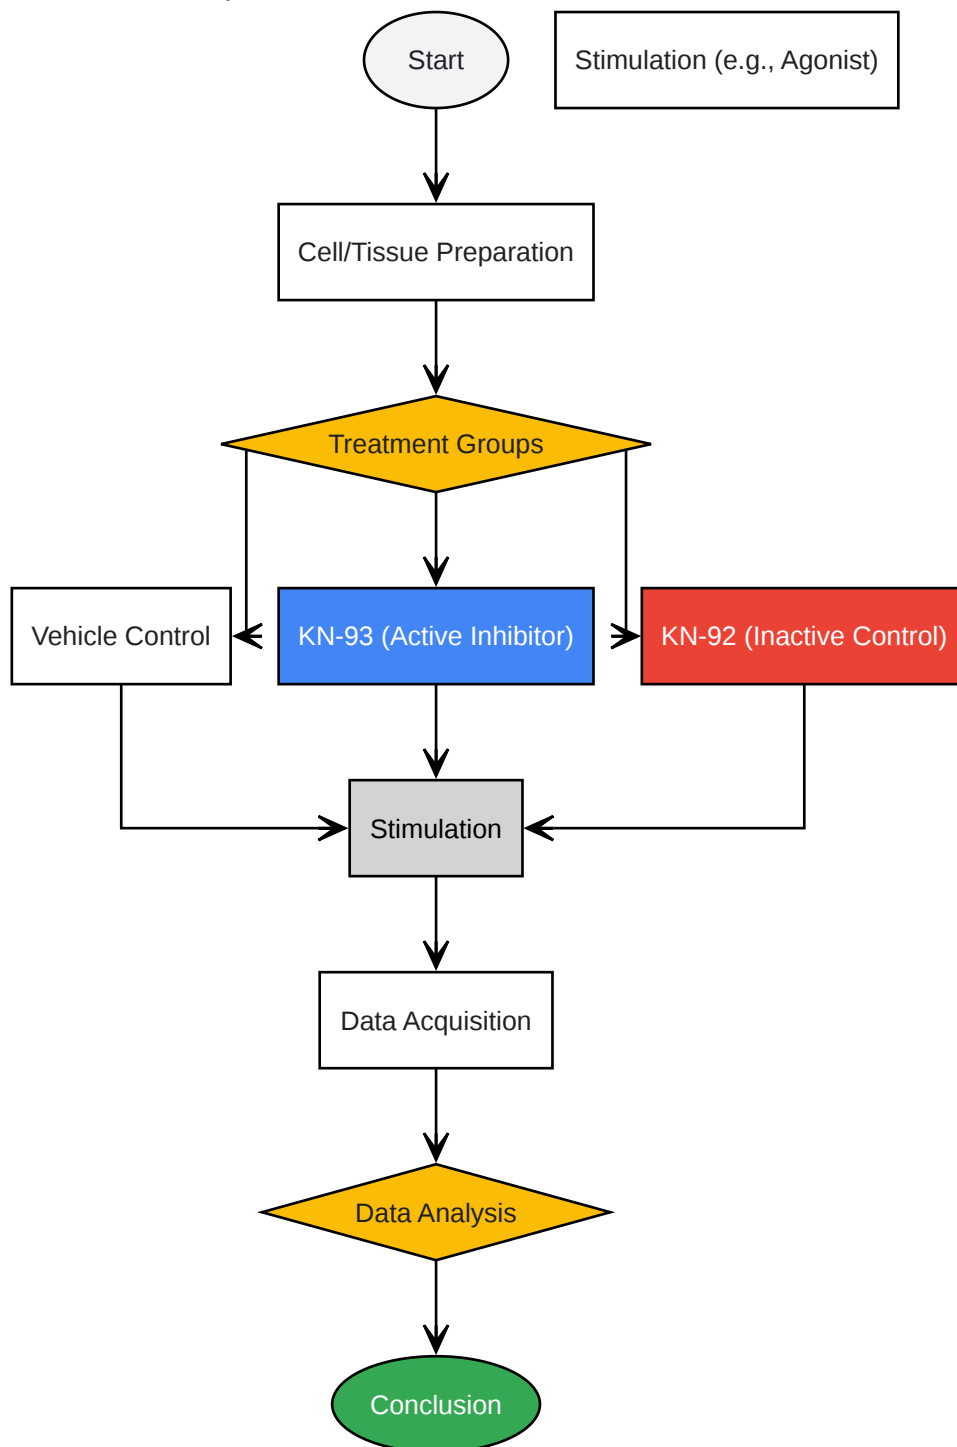 Start
Stimulation (e.g., Agonist)
Cell/Tissue Preparation
Treatment Groups
Vehicle Control
KN-93 (Active Inhibitor)
KN-92 (Inactive Control)
Stimulation
Data Acquisition
Data Analysis
Conclusion